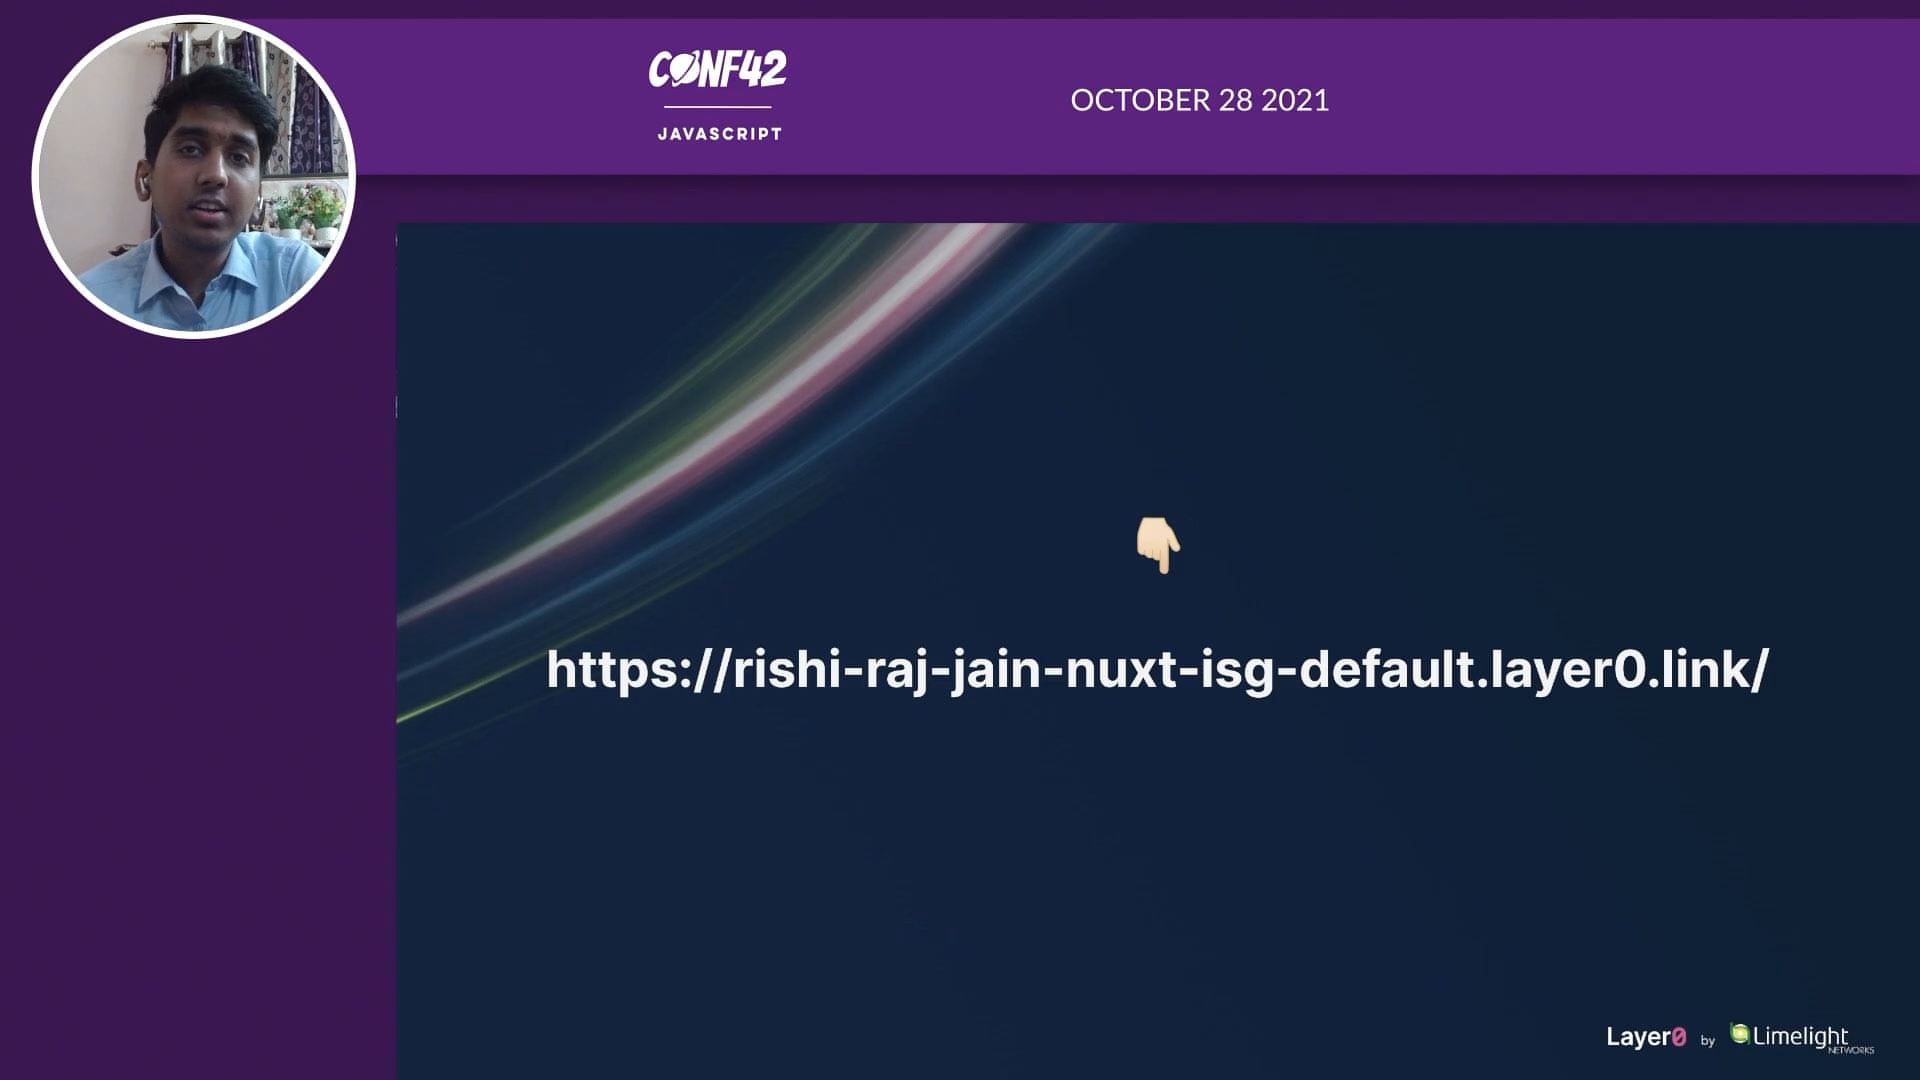 CONF42
JAVASCRIPT
OCTOBER 28 2021
https://rishi-raj-jain-nuxt-isg-default.layer0.link/
Layer0 by Limelight
NETWORKS